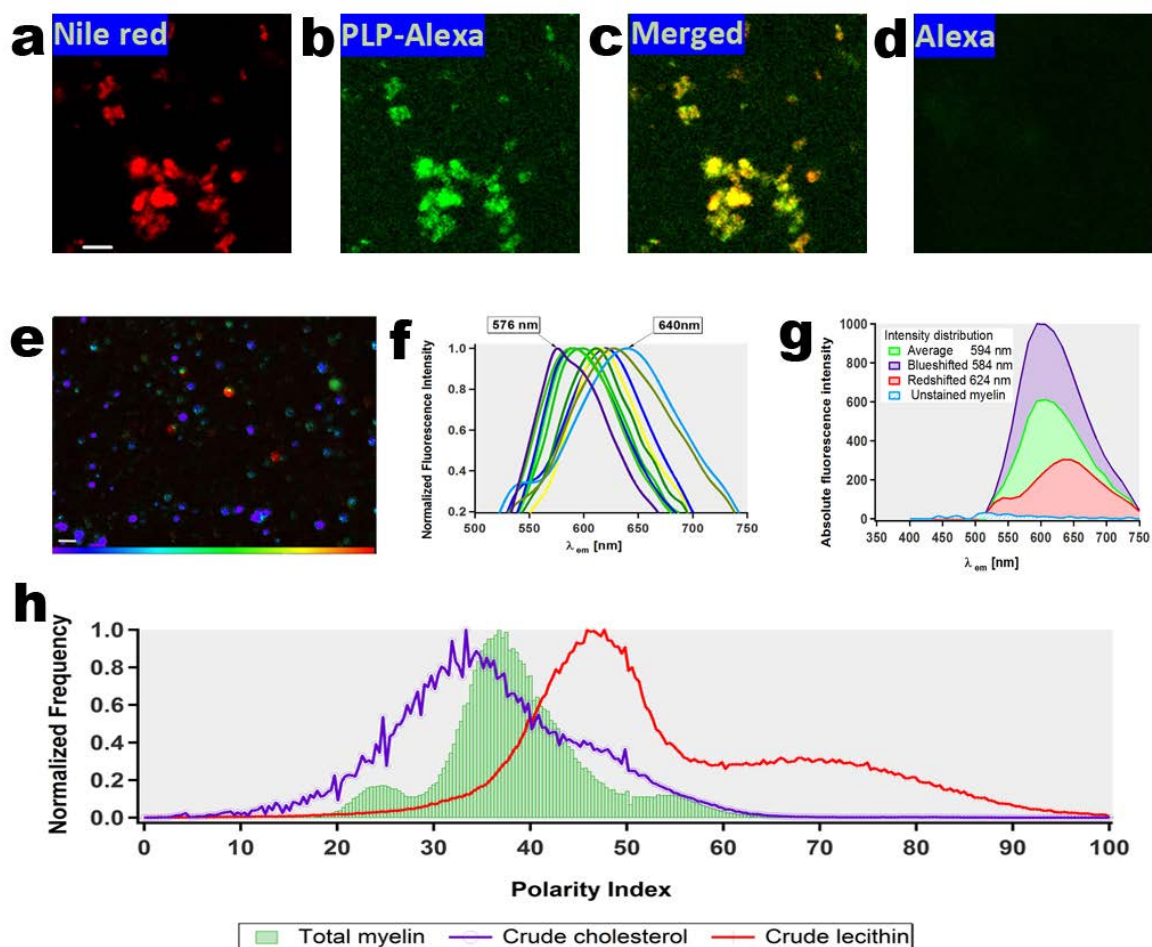 a Nile red
b PLP-Alexa
c Merged
d Alexa
e
f
576 nm
640nm
Normalized Fluorescence Intensity
1.0
0.8
0.6
0.4
0.2
500 550 600 650 700 750
λ em [nm]
g
Absolute fluorescence intensity
1000
800
600
400
200
0
Intensity distribution
Average 594 nm
Blueshifted 584 nm
Redshifted 624 nm
Unstained myelin
350 400 450 500 550 600 650 700 750
λ em [nm]
h
Normalized Frequency
1.0
0.8
0.6
0.4
0.2
0.0
0 10 20 30 40 50 60 70 80 90 100
Polarity Index
Total myelin Crude cholesterol Crude lecithin